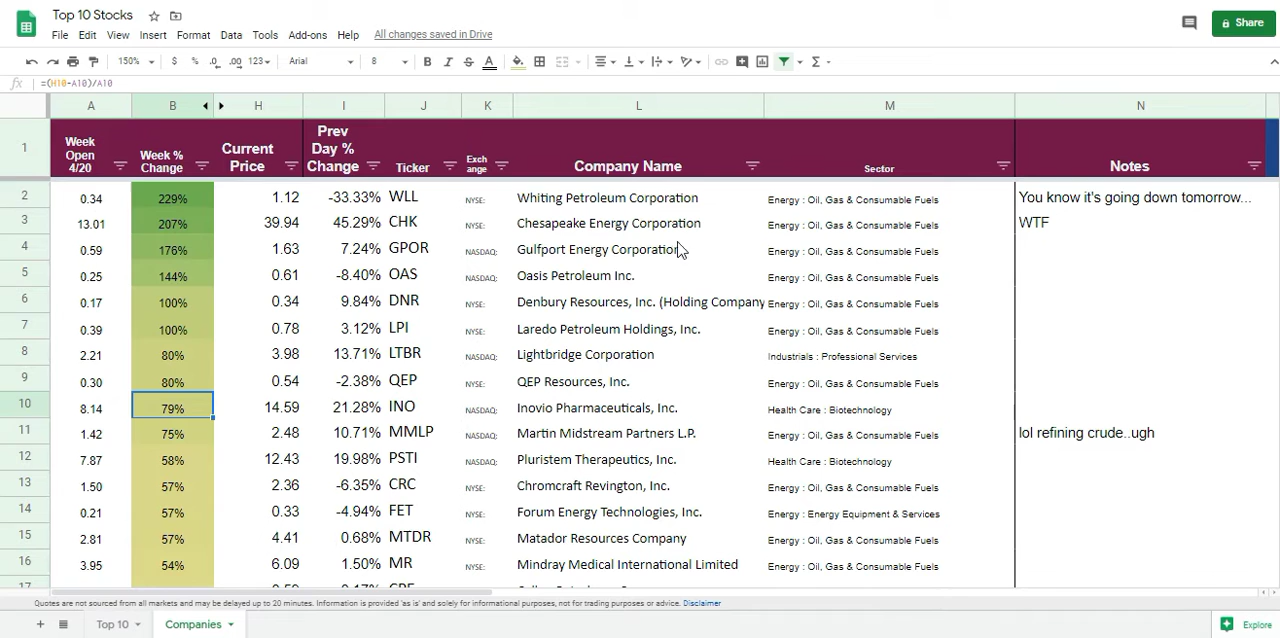 Top 10 Stocks
File Edit View Insert Format Data Tools Add-ons Help All changes saved in Drive
Share
150% $ % .0 .00 123 Arial 8 B I S A
fx =(H10-A10)/A10
A B H I J K L M N
1 Week Open 4/20 Week % Change Current Price Prev Day % Change Ticker Exch ange Company Name Sector Notes
2 0.34 229% 1.12 -33.33% WLL NYSE: Whiting Petroleum Corporation Energy : Oil, Gas & Consumable Fuels You know it's going down tomorrow...
3 13.01 207% 39.94 45.29% CHK NYSE: Chesapeake Energy Corporation Energy : Oil, Gas & Consumable Fuels WTF
4 0.59 176% 1.63 7.24% GPOR NASDAQ: Gulfport Energy Corporation Energy : Oil, Gas & Consumable Fuels
5 0.25 144% 0.61 -8.40% OAS NASDAQ: Oasis Petroleum Inc. Energy : Oil, Gas & Consumable Fuels
6 0.17 100% 0.34 9.84% DNR NYSE: Denbury Resources, Inc. (Holding Company Energy : Oil, Gas & Consumable Fuels
7 0.39 100% 0.78 3.12% LPI NYSE: Laredo Petroleum Holdings, Inc. Energy : Oil, Gas & Consumable Fuels
8 2.21 80% 3.98 13.71% LTBR NASDAQ: Lightbridge Corporation Industrials : Professional Services
9 0.30 80% 0.54 -2.38% QEP NYSE: QEP Resources, Inc. Energy : Oil, Gas & Consumable Fuels
10 8.14 79% 14.59 21.28% INO NASDAQ: Inovio Pharmaceuticals, Inc. Health Care : Biotechnology
11 1.42 75% 2.48 10.71% MMLP NASDAQ: Martin Midstream Partners L.P. Energy : Oil, Gas & Consumable Fuels lol refining crude..ugh
12 7.87 58% 12.43 19.98% PSTI NASDAQ: Pluristem Therapeutics, Inc. Health Care : Biotechnology
13 1.50 57% 2.36 -6.35% CRC NYSE: Chromcraft Revington, Inc. Energy : Oil, Gas & Consumable Fuels
14 0.21 57% 0.33 -4.94% FET NYSE: Forum Energy Technologies, Inc. Energy : Energy Equipment & Services
15 2.81 57% 4.41 0.68% MTDR NYSE: Matador Resources Company Energy : Oil, Gas & Consumable Fuels
16 3.95 54% 6.09 1.50% MR NYSE: Mindray Medical International Limited Energy : Oil, Gas & Consumable Fuels
17
Quotes are not sourced from all markets and may be delayed up to 20 minutes. Information is provided 'as is' and solely for informational purposes, not for trading purposes or advice. Disclaimer
Top 10 Companies Explore